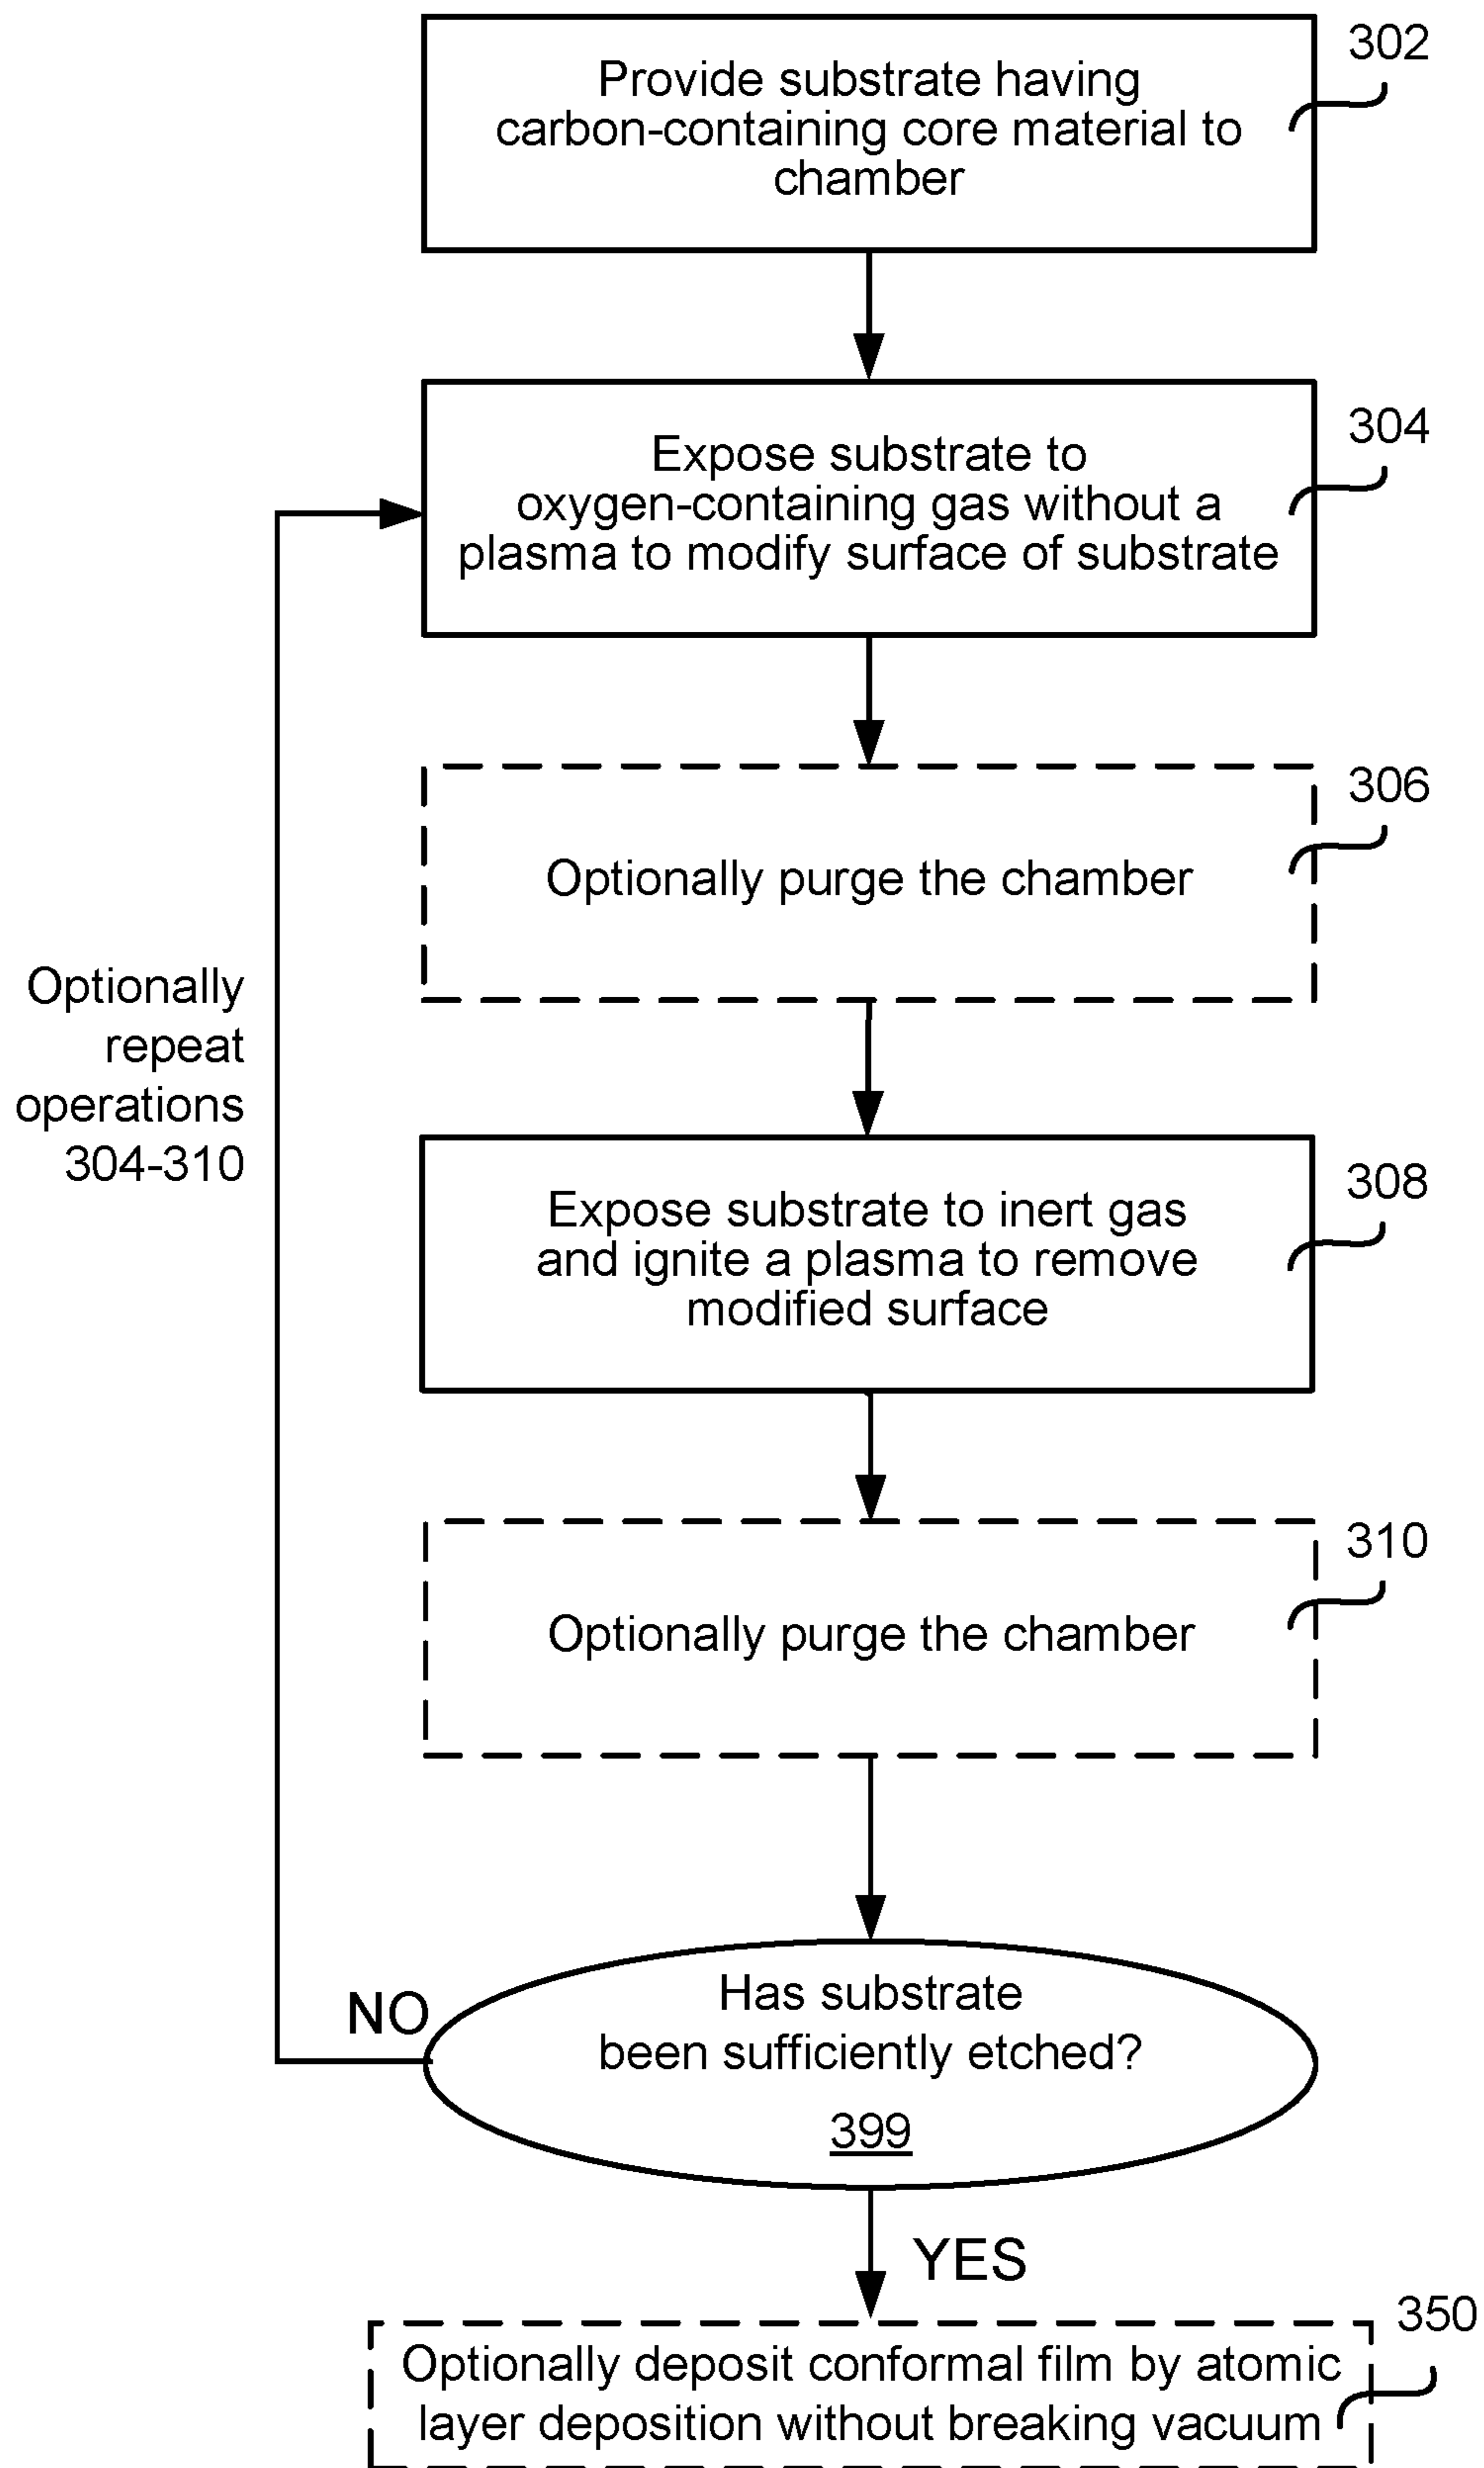 302
Provide substrate having
carbon-containing core material to
chamber
304
Expose substrate to
oxygen-containing gas without a
plasma to modify surface of substrate
306
Optionally purge the chamber
Optionally
repeat
operations
304-310
308
Expose substrate to inert gas
and ignite a plasma to remove
modified surface
310
Optionally purge the chamber
Has substrate
been sufficiently etched?
399
NO
YES
350
Optionally deposit conformal film by atomic
layer deposition without breaking vacuum